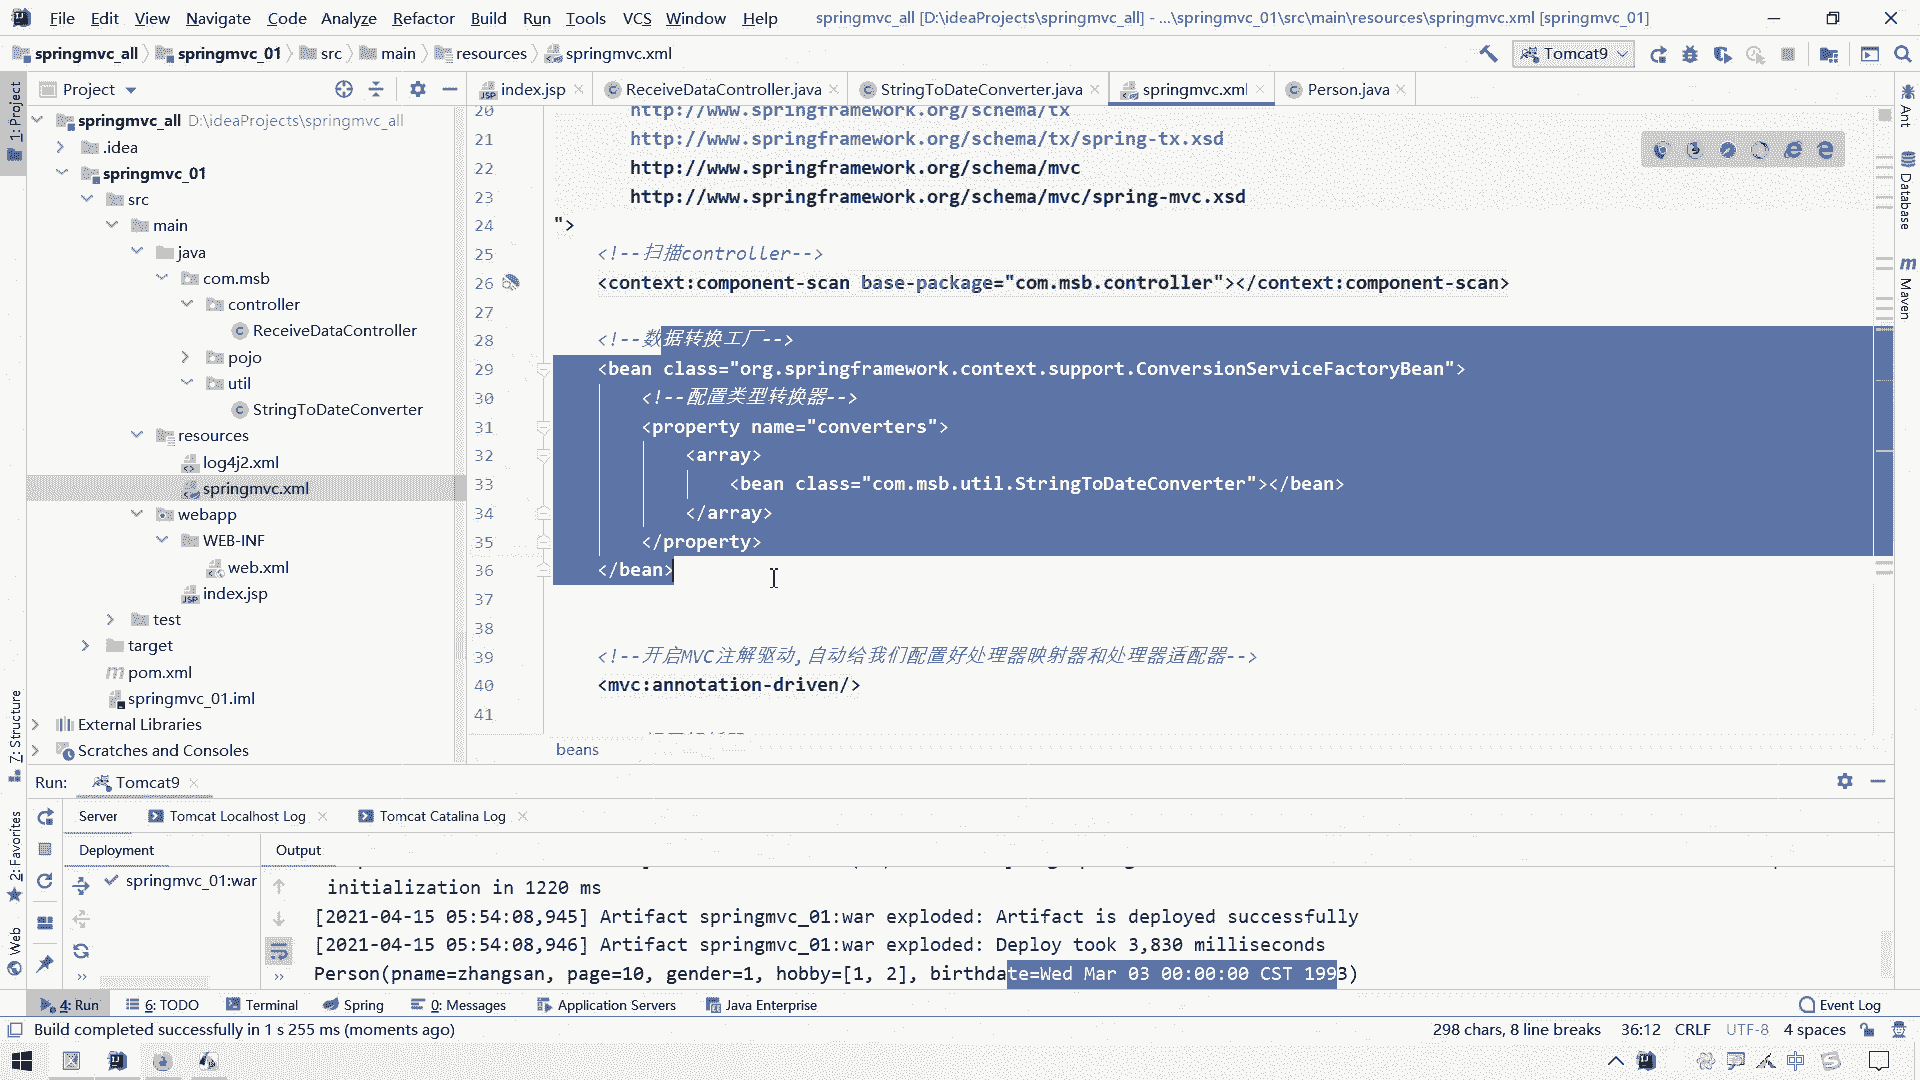 File Edit View Navigate Code Analyze Refactor Build Run Tools VCS Window Help springmvc_all [D:\ideaProjects\springmvc_all] - ...\springmvc_01\src\main\resources\springmvc.xml [springmvc_01]
springmvc_all springmvc_01 src main resources springmvc.xml Tomcat9
Project index.jsp ReceiveDataController.java StringToDateConverter.java springmvc.xml Person.java
1: Project
Z: Structure
2: Favorites
Web
Ant
Database
Maven
springmvc_all D:\ideaProjects\springmvc_all
.idea
springmvc_01
src
main
java
com.msb
controller
ReceiveDataController
pojo
util
StringToDateConverter
resources
log4j2.xml
springmvc.xml
webapp
WEB-INF
web.xml
index.jsp
test
target
pom.xml
springmvc_01.iml
External Libraries
Scratches and Consoles
20 http://www.springframework.org/schema/tx
21 http://www.springframework.org/schema/tx/spring-tx.xsd
22 http://www.springframework.org/schema/mvc
23 http://www.springframework.org/schema/mvc/spring-mvc.xsd
24 ">
25 <!--扫描controller-->
26 <context:component-scan base-package="com.msb.controller"></context:component-scan>
27
28 <!--数据转换工厂-->
29 <bean class="org.springframework.context.support.ConversionServiceFactoryBean">
30 <!--配置类型转换器-->
31 <property name="converters">
32 <array>
33 <bean class="com.msb.util.StringToDateConverter"></bean>
34 </array>
35 </property>
36 </bean>
37
38
39 <!--开启MVC注解驱动,自动给我们配置好处理器映射器和处理器适配器-->
40 <mvc:annotation-driven/>
41
beans
Run: Tomcat9
Server Tomcat Localhost Log Tomcat Catalina Log
Deployment Output
springmvc_01:war
initialization in 1220 ms
[2021-04-15 05:54:08,945] Artifact springmvc_01:war exploded: Artifact is deployed successfully
[2021-04-15 05:54:08,946] Artifact springmvc_01:war exploded: Deploy took 3,830 milliseconds
Person(pname=zhangsan, page=10, gender=1, hobby=[1, 2], birthdate=Wed Mar 03 00:00:00 CST 1993)
4: Run 6: TODO Terminal Spring 0: Messages Application Servers Java Enterprise Event Log
Build completed successfully in 1 s 255 ms (moments ago) 298 chars, 8 line breaks 36:12 CRLF UTF-8 4 spaces
中